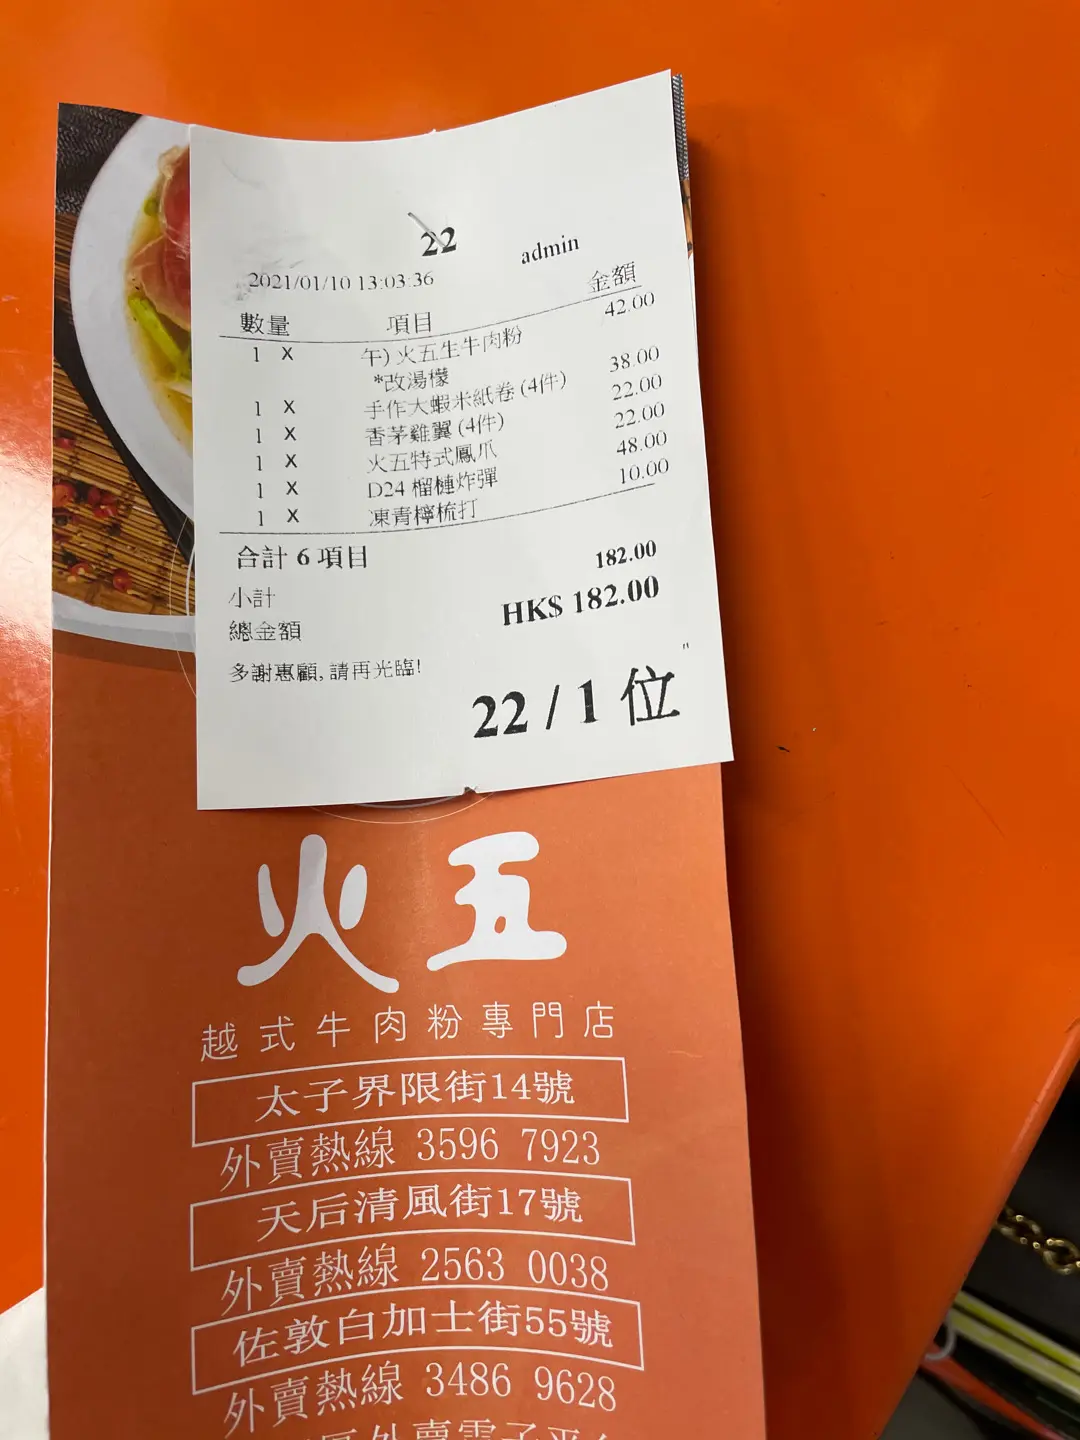 22
admin
2021/01/10 13:03:36
數量 項目 金額
1 X 午) 火五生牛肉粉 42.00
*改湯檬
1 X 手作大蝦米紙卷 (4件) 38.00
1 X 香茅雞翼 (4件) 22.00
1 X 火五特式鳳爪 22.00
1 X D24 榴槤炸彈 48.00
1 X 凍青檸梳打 10.00
合計 6 項目
小計 182.00
總金額 HK$ 182.00
多謝惠顧, 請再光臨!
22 / 1 位
火五
越式牛肉粉專門店
太子界限街14號
外賣熱線 3596 7923
天后清風街17號
外賣熱線 2563 0038
佐敦白加士街55號
外賣熱線 3486 9628